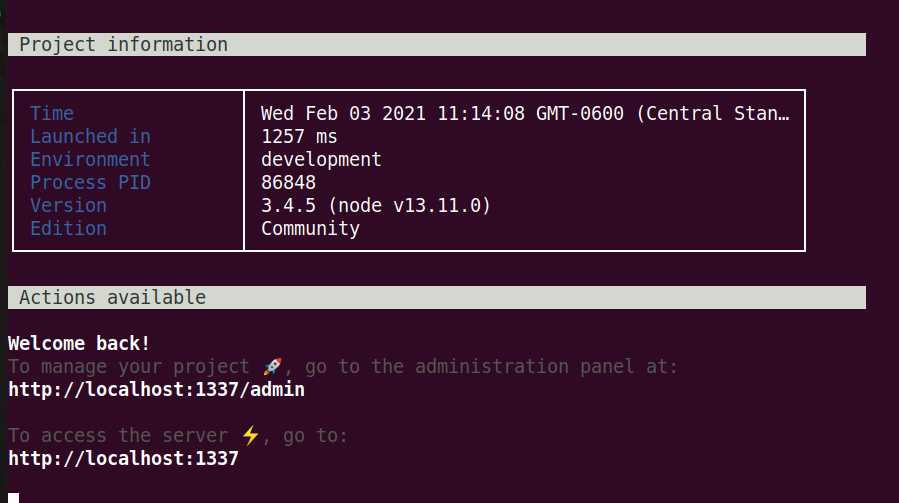 Project information
Time Wed Feb 03 2021 11:14:08 GMT-0600 (Central Stan…
Launched in 1257 ms
Environment development
Process PID 86848
Version 3.4.5 (node v13.11.0)
Edition Community
Actions available
Welcome back!
To manage your project 🚀, go to the administration panel at:
http://localhost:1337/admin
To access the server ⚡, go to:
http://localhost:1337